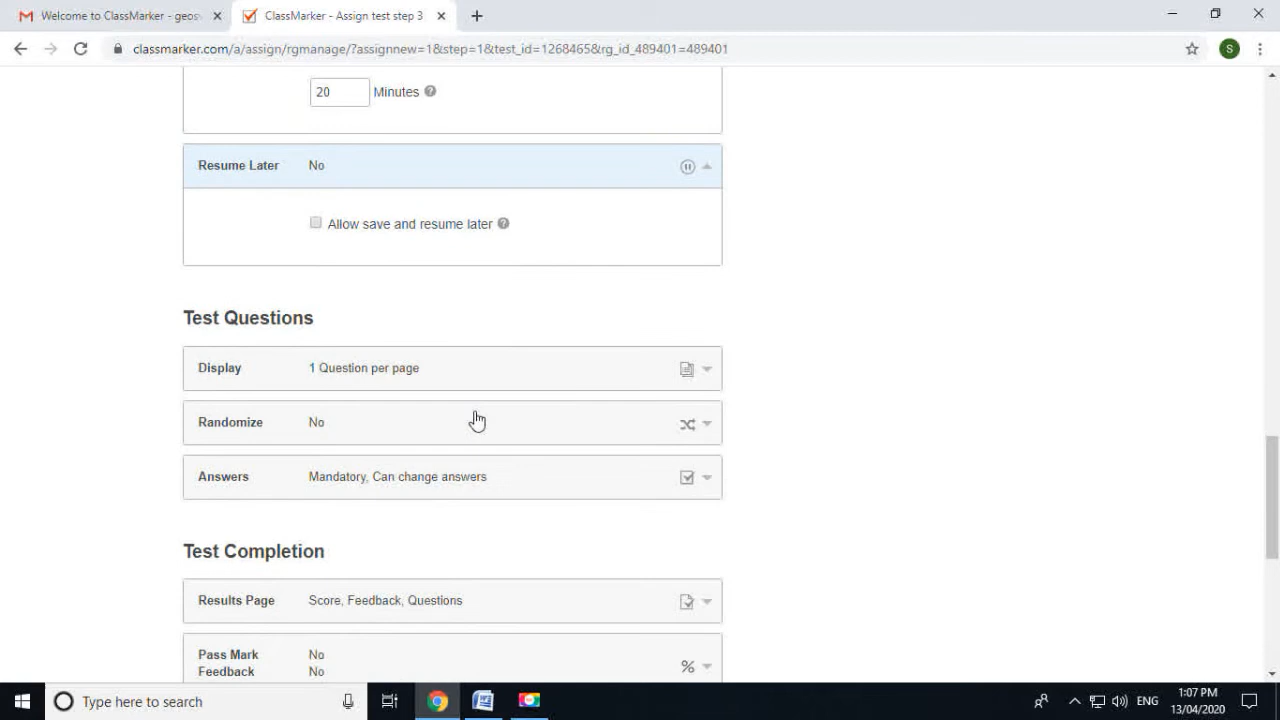 Welcome to ClassMarker - geos
ClassMarker - Assign test step 3
classmarker.com/a/assign/rgmanage/?assignnew=1&step=1&test_id=1268465&rg_id_489401=489401
S
20 Minutes
Resume Later No
Allow save and resume later
Test Questions
Display 1 Question per page
Randomize No
Answers Mandatory, Can change answers
Test Completion
Results Page Score, Feedback, Questions
Pass Mark No
Feedback No
%
Type here to search
ENG
1:07 PM
13/04/2020